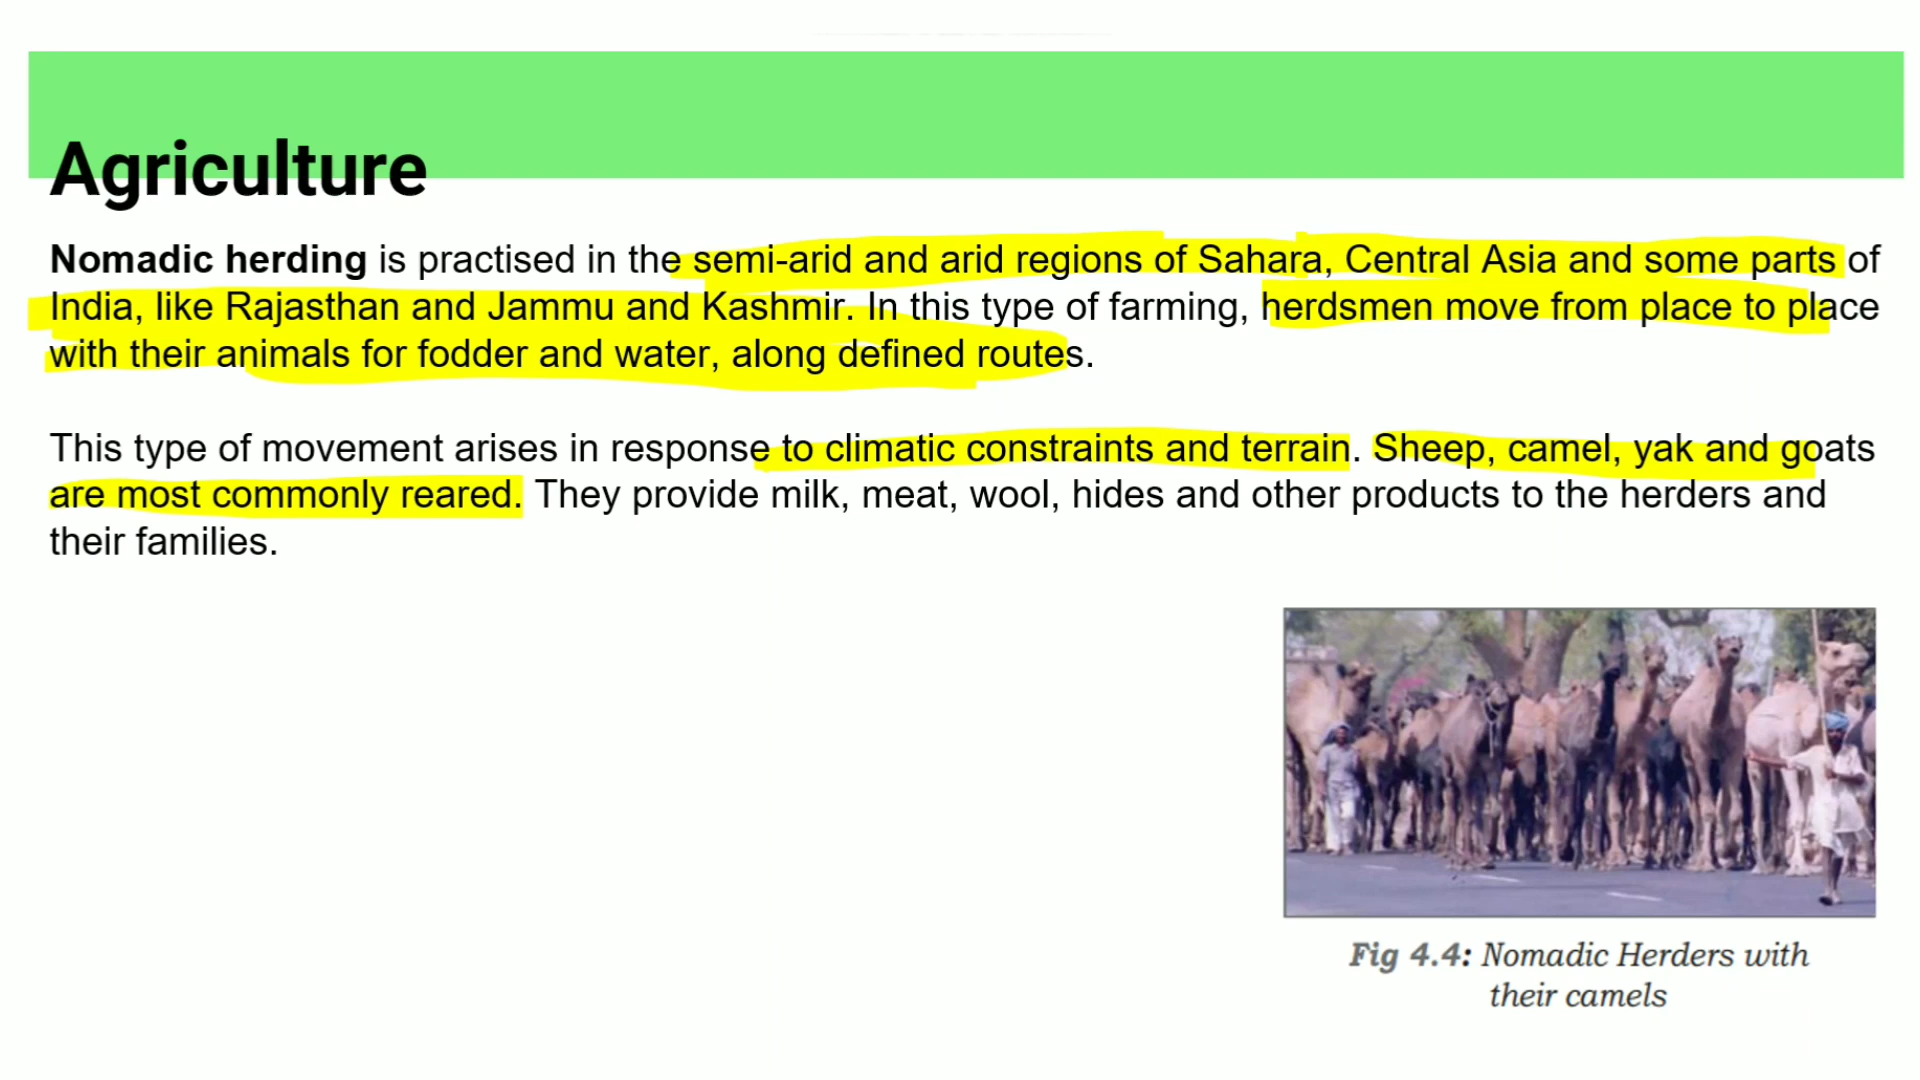 Agriculture
Nomadic herding is practised in the semi-arid and arid regions of Sahara, Central Asia and some parts of
India, like Rajasthan and Jammu and Kashmir. In this type of farming, herdsmen move from place to place
with their animals for fodder and water, along defined routes.
This type of movement arises in response to climatic constraints and terrain. Sheep, camel, yak and goats
are most commonly reared. They provide milk, meat, wool, hides and other products to the herders and
their families.
Fig 4.4: Nomadic Herders with
their camels